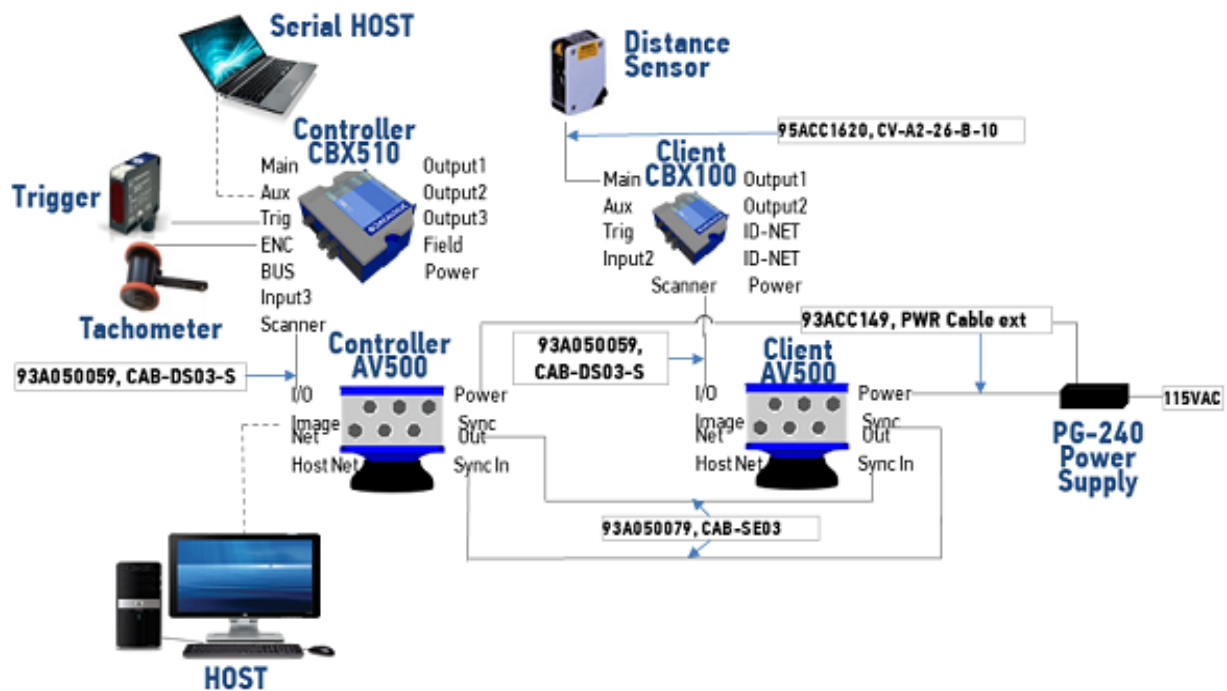 Serial HOST
Distance
Sensor
95ACC1620, CV-A2-26-B-10
Controller
CBX510
Main
Aux
Trig
ENC
BUS
Input3
Scanner
Output1
Output2
Output3
Field
Power
Client
CBX100
Main
Aux
Trig
Input2
Scanner
Output1
Output2
ID-NET
ID-NET
Power
DATALOGIC
Trigger
Tachometer
93ACC149, PWR Cable ext
93A050059, CAB-DS03-S
Controller
AV500
I/O
Image
Net
Host Net
Power
Sync
Out
Sync In
93A050059,
CAB-DS03-S
Client
AV500
I/O
Image
Net
Host Net
Power
Sync
Out
Sync In
115VAC
PG-240
Power
Supply
93A050079, CAB-SE03
HOST